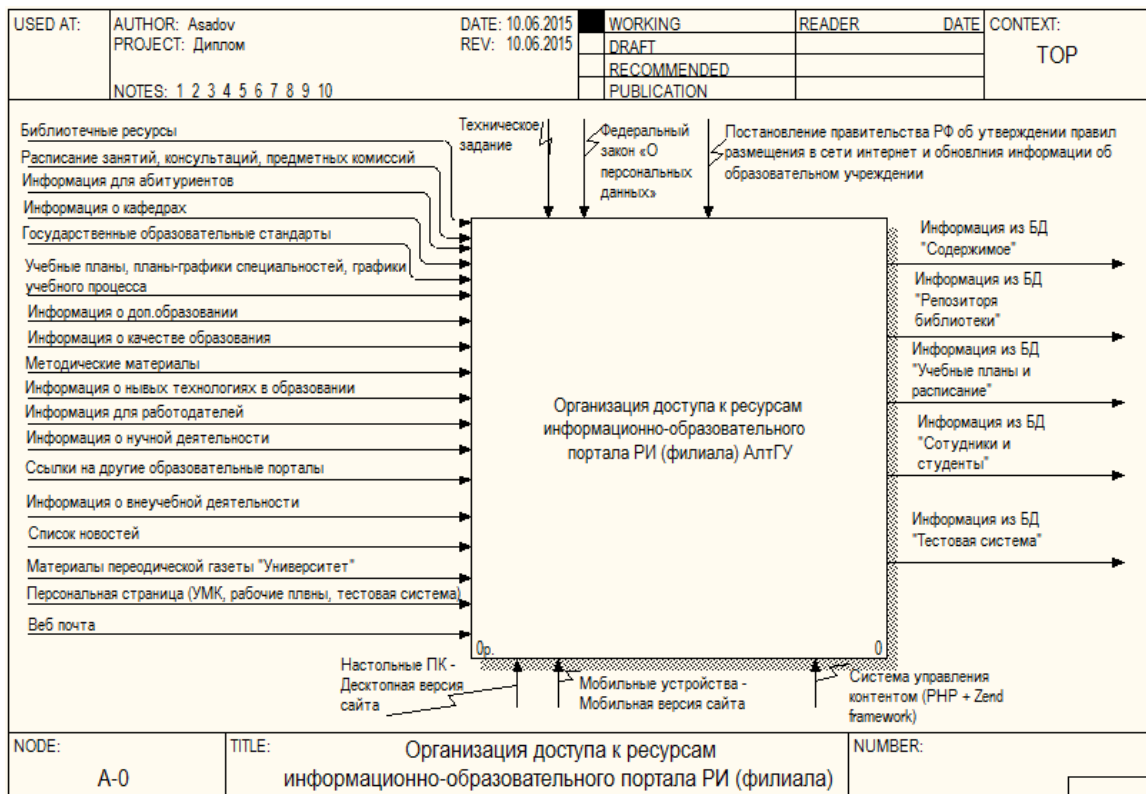 USED AT:
AUTHOR: Asadov
DATE: 10.06.2015
PROJECT: Диплом
REV: 10.06.2015
NOTES: 1 2 3 4 5 6 7 8 9 10
WORKING
DRAFT
RECOMMENDED
PUBLICATION
READER
DATE
CONTEXT:
TOP
Библиотечные ресурсы
Расписание занятий, консультаций, предметных комиссий
Информация для абитуриентов
Информация о кафедрах
Государственные образовательные стандарты
Учебные планы, планы-графики специальностей, графики
учебного процесса
Информация о доп.образовании
Информация о качестве образования
Методические материалы
Информация о нывых технологиях в образовании
Информация для работодателей
Информация о нучной деятельности
Ссылки на другие образовательные порталы
Информация о внеучебной деятельности
Список новостей
Материалы переодической газеты "Университет"
Персональная страница (УМК, рабочие плвны, тестовая система)
Веб почта
Техническое
задание
Федеральный
закон «О
персональных
данных»
Постановление правительства РФ об утверждении правил
размещения в сети интернет и обновлния информации об
образовательном учреждении
Организация доступа к ресурсам
информационно-образовательного
портала РИ (филиала) АлтГУ
0р.
0
Информация из БД
"Содержимое"
Информация из БД
"Репозиторя
библиотеки"
Информация из БД
"Учебные планы и
расписание"
Информация из БД
"Сотудники и
студенты"
Информация из БД
"Тестовая система"
Настольные ПК -
Десктопная версия
сайта
Мобильные устройства -
Мобильная версия сайта
Система управления
контентом (PHP + Zend
framework)
NODE:
A-0
TITLE:
Организация доступа к ресурсам
информационно-образовательного портала РИ (филиала)
NUMBER: